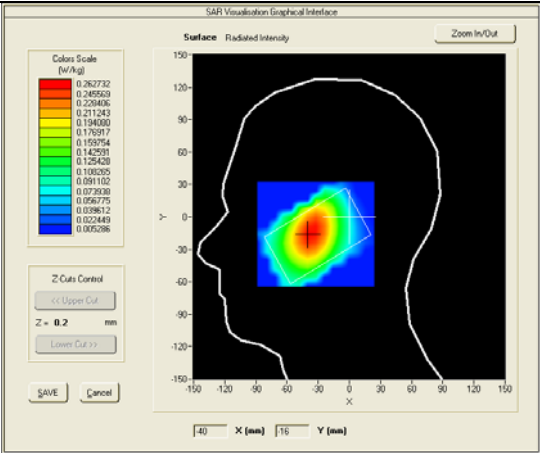 SAR Visualisation Graphical Interface
Surface Radiated Intensity
Zoom In/Out
Colors Scale
(W/kg)
0.262732
0.245569
0.228406
0.211243
0.194080
0.176917
0.159754
0.142591
0.125428
0.108265
0.091102
0.073938
0.056775
0.039612
0.022449
0.005286
Z-Cuts Control
<< Upper Cut
Z = 0.2 mm
Lower Cut >>
SAVE Cancel
150
120
90
60
30
0
-30
-60
-90
-120
-150
Y
-150 -120 -90 -60 -30 0 30 60 90 120 150
X
-40 X (mm) -16 Y (mm)